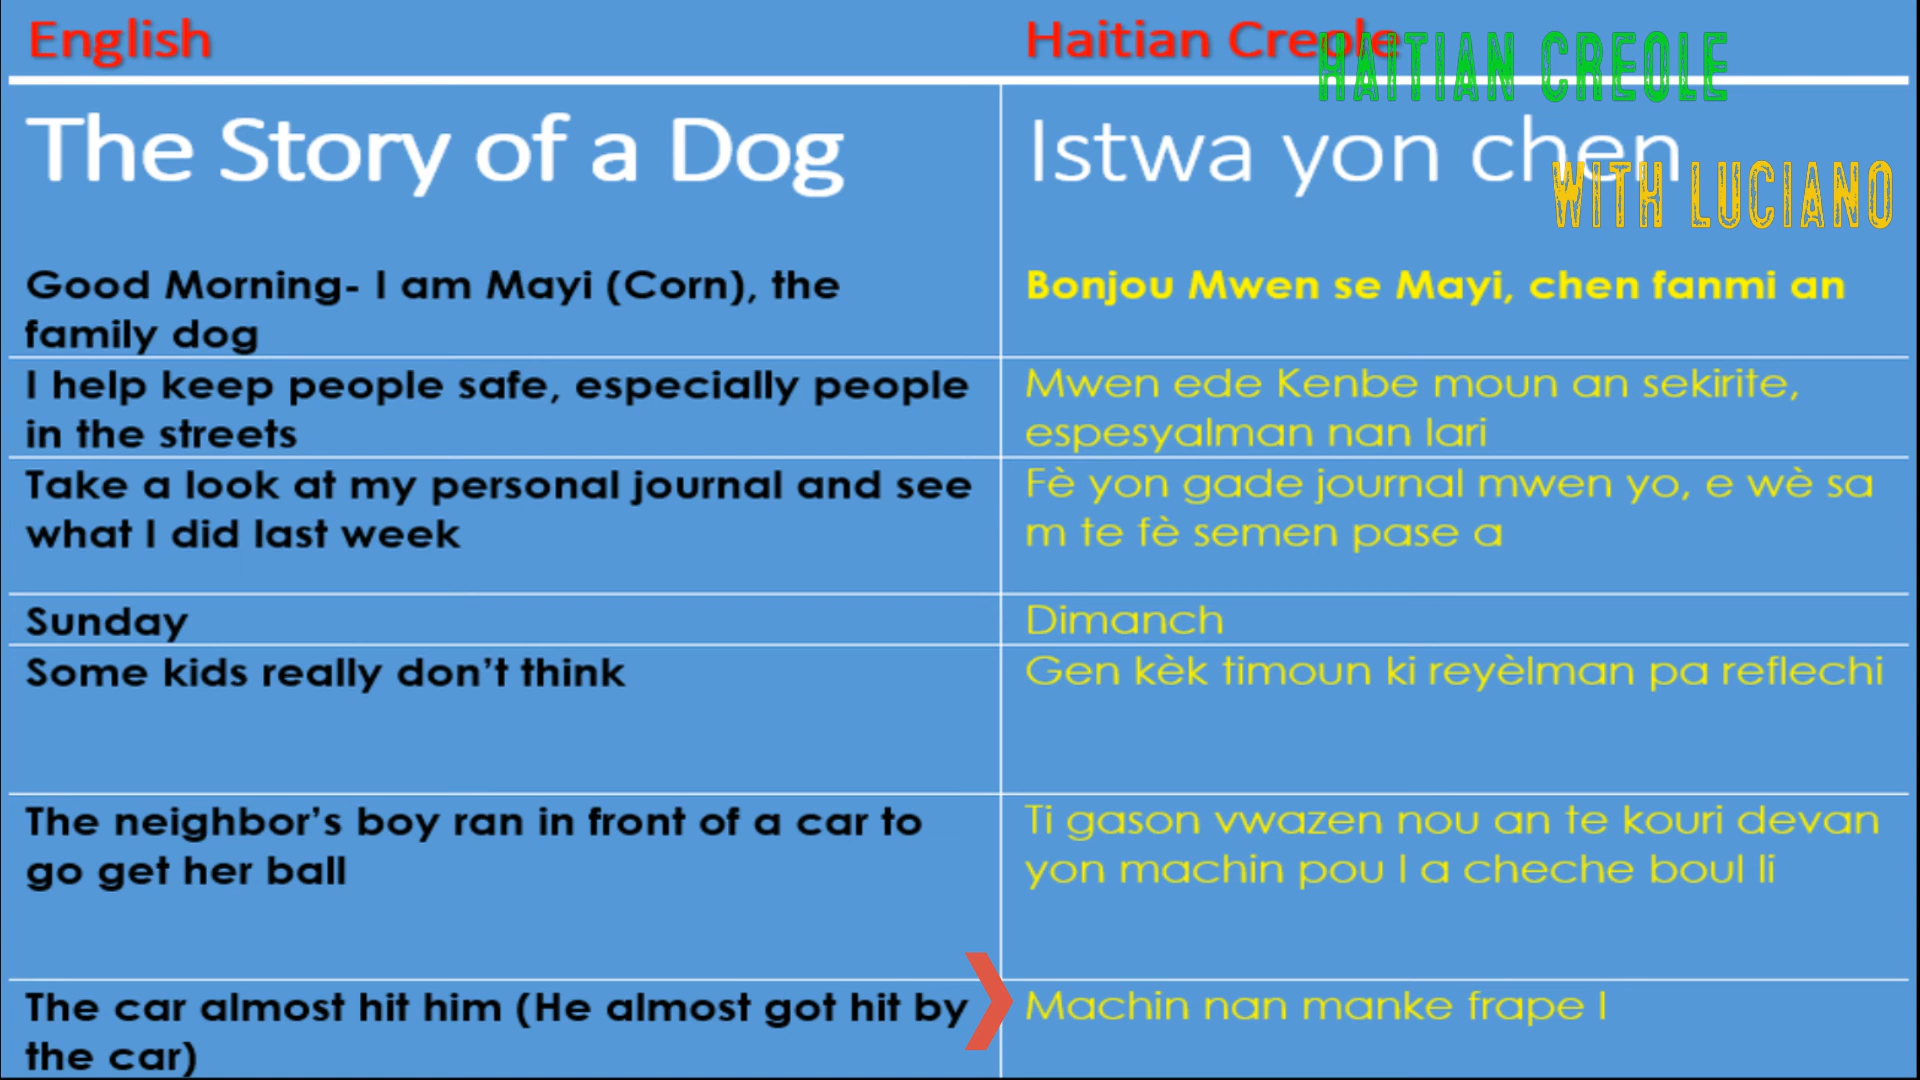 English
Haitian Creole
HAITIAN CREOLE
The Story of a Dog
Istwa yon chen
WITH LUCIANO
Good Morning- I am Mayi (Corn), the
family dog
Bonjou Mwen se Mayi, chen fanmi an
I help keep people safe, especially people
in the streets
Mwen ede Kenbe moun an sekirite,
espesyalman nan lari
Take a look at my personal journal and see
what I did last week
Fè yon gade journal mwen yo, e wè sa
m te fè semen pase a
Sunday
Dimanch
Some kids really don’t think
Gen kèk timoun ki reyèlman pa reflechi
The neighbor’s boy ran in front of a car to
go get her ball
Ti gason vwazen nou an te kouri devan
yon machin pou l a cheche boul li
The car almost hit him (He almost got hit by
the car)
Machin nan manke frape l